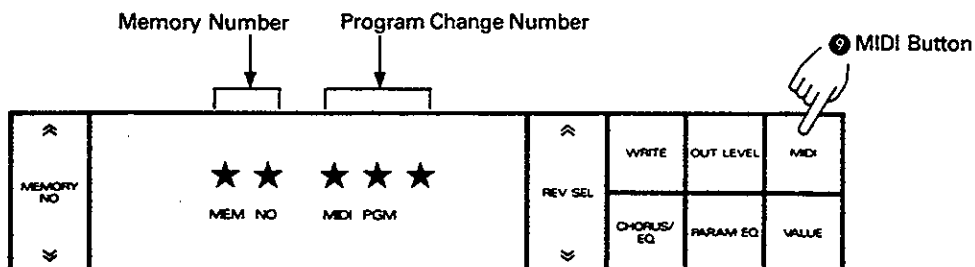 Memory Number
Program Change Number
9 MIDI Button
MEMORY
NO
MEM NO
MIDI PGM
REV SEL
WRITE
OUT LEVEL
MIDI
CHORUS/
EQ
PARAM EQ
VALUE